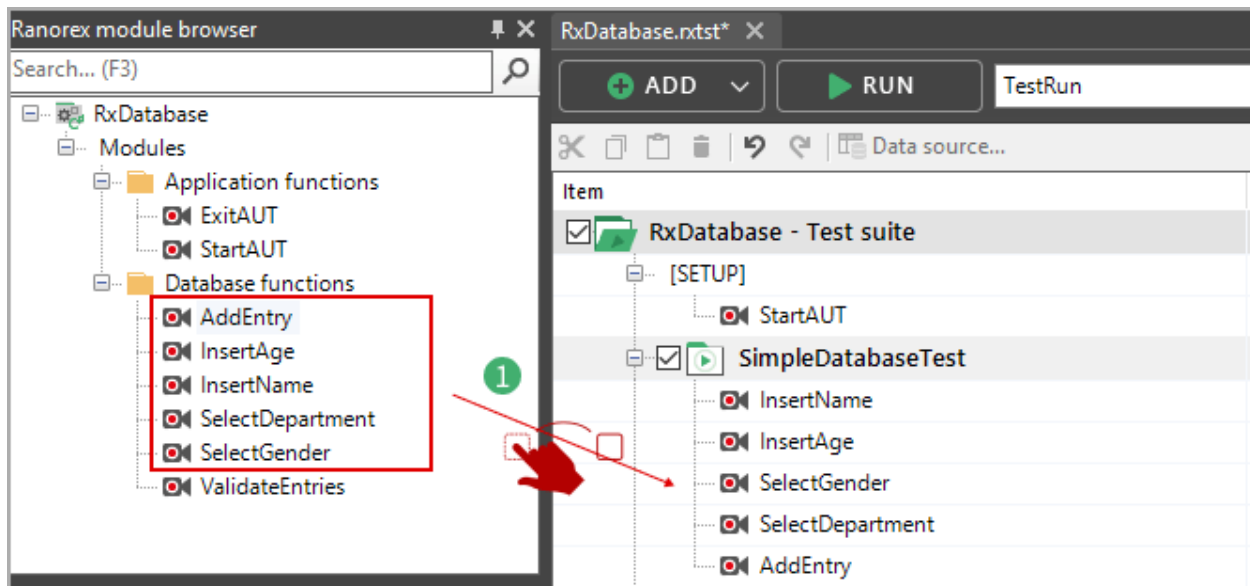 Ranorex module browser
Search... (F3)
RxDatabase
Modules
Application functions
ExitAUT
StartAUT
Database functions
AddEntry
InsertAge
InsertName
SelectDepartment
SelectGender
ValidateEntries
1
RxDatabase.rxtst*
ADD
RUN
TestRun
Data source...
Item
RxDatabase - Test suite
[SETUP]
StartAUT
SimpleDatabaseTest
InsertName
InsertAge
SelectGender
SelectDepartment
AddEntry